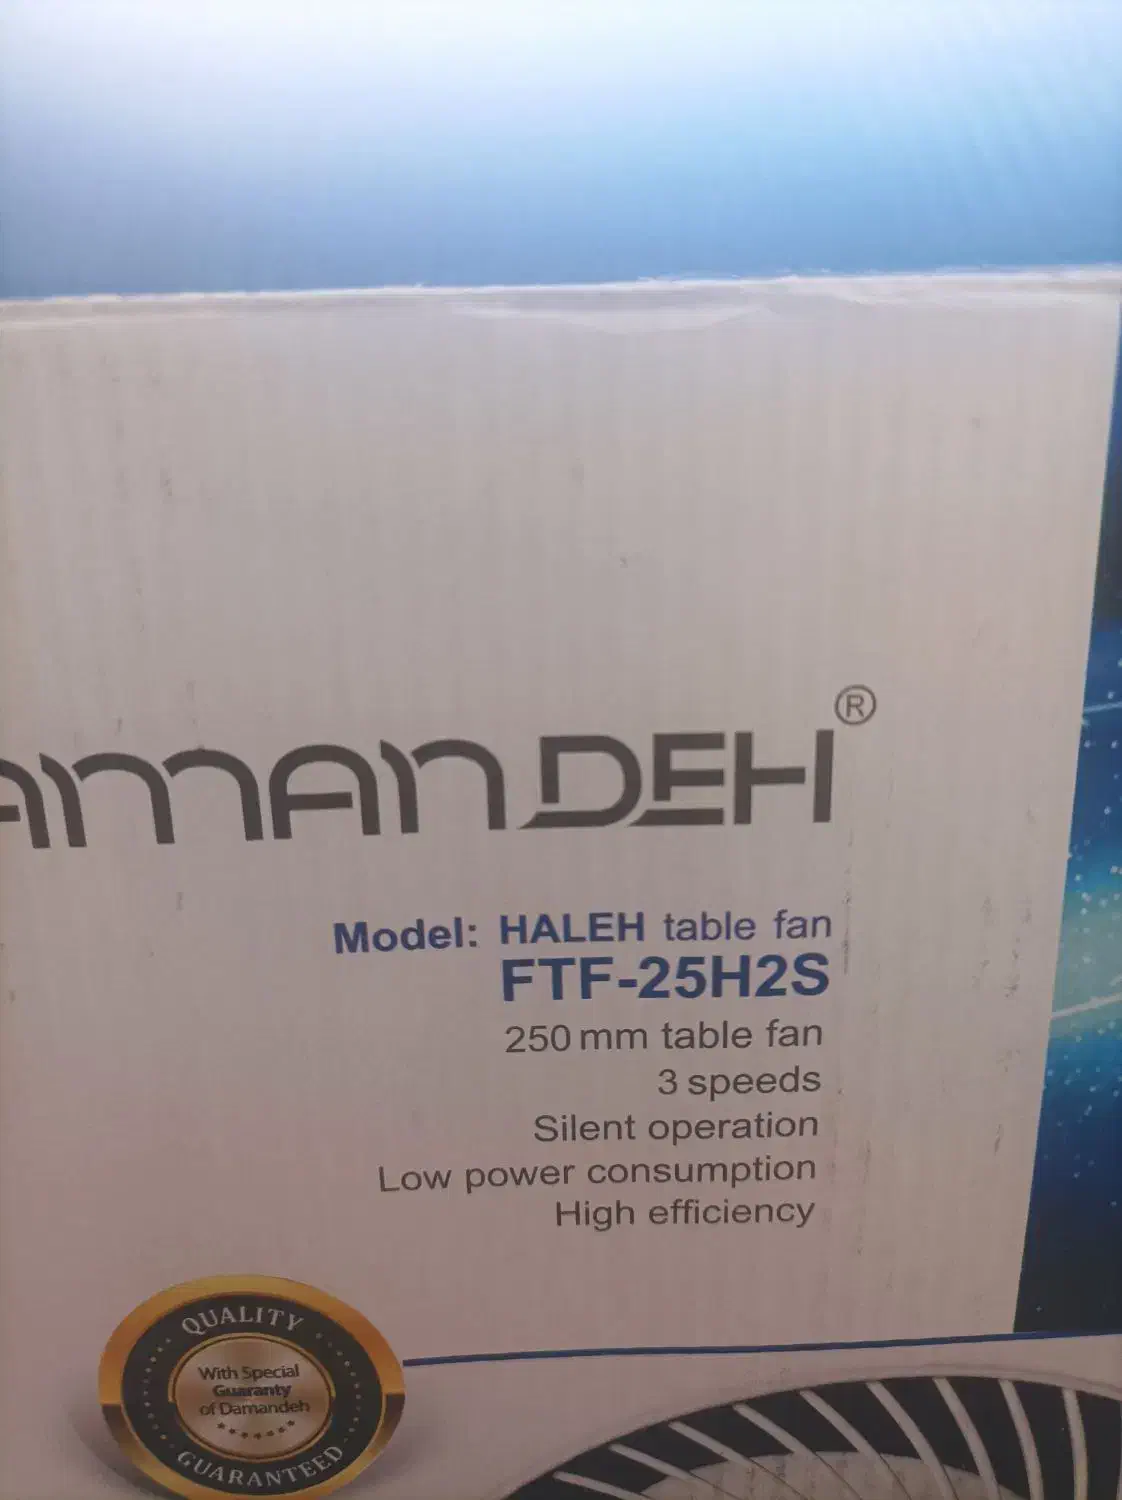 AMANDEH®
Model: HALEH table fan
FTF-25H2S
250 mm table fan
3 speeds
Silent operation
Low power consumption
High efficiency
QUALITY
With Special
Guaranty
of Damandeh
GUARANTEED